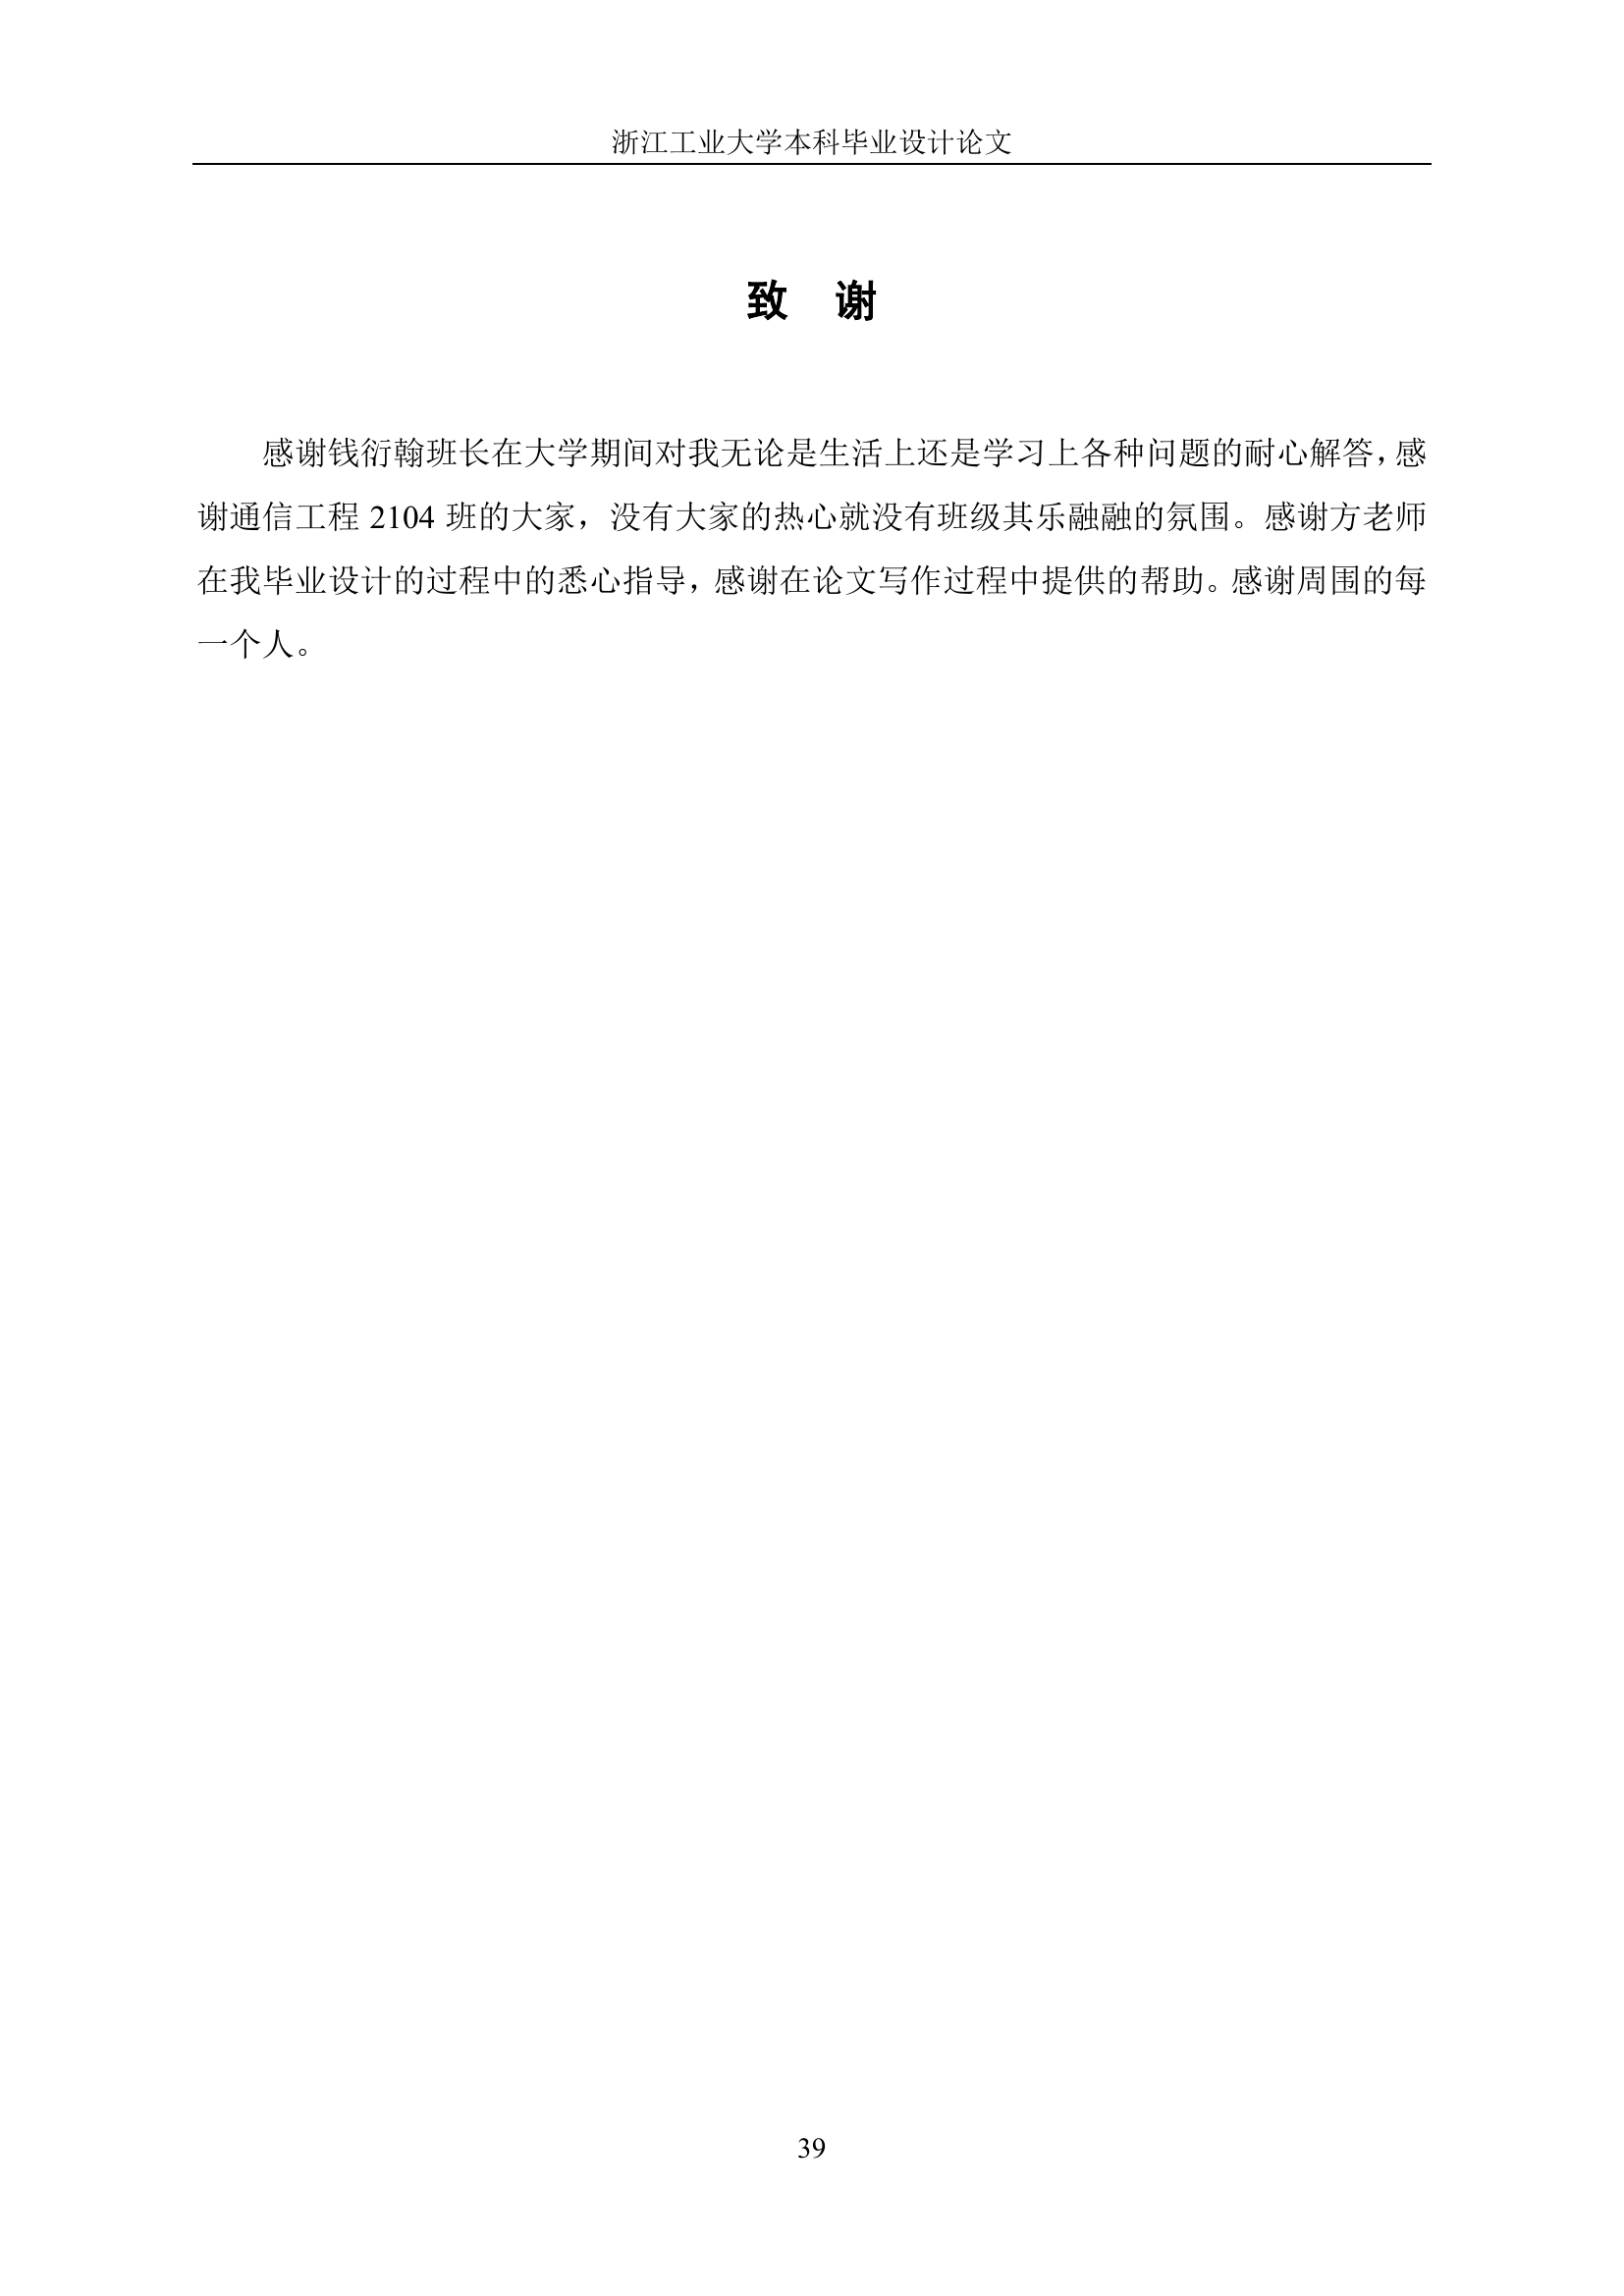 浙江工业大学本科毕业设计论文
致 谢
感谢钱衍翰班长在大学期间对我无论是生活上还是学习上各种问题的耐心解答，感
谢通信工程 2104 班的大家，没有大家的热心就没有班级其乐融融的氛围。感谢方老师
在我毕业设计的过程中的悉心指导，感谢在论文写作过程中提供的帮助。感谢周围的每
一个人。
39